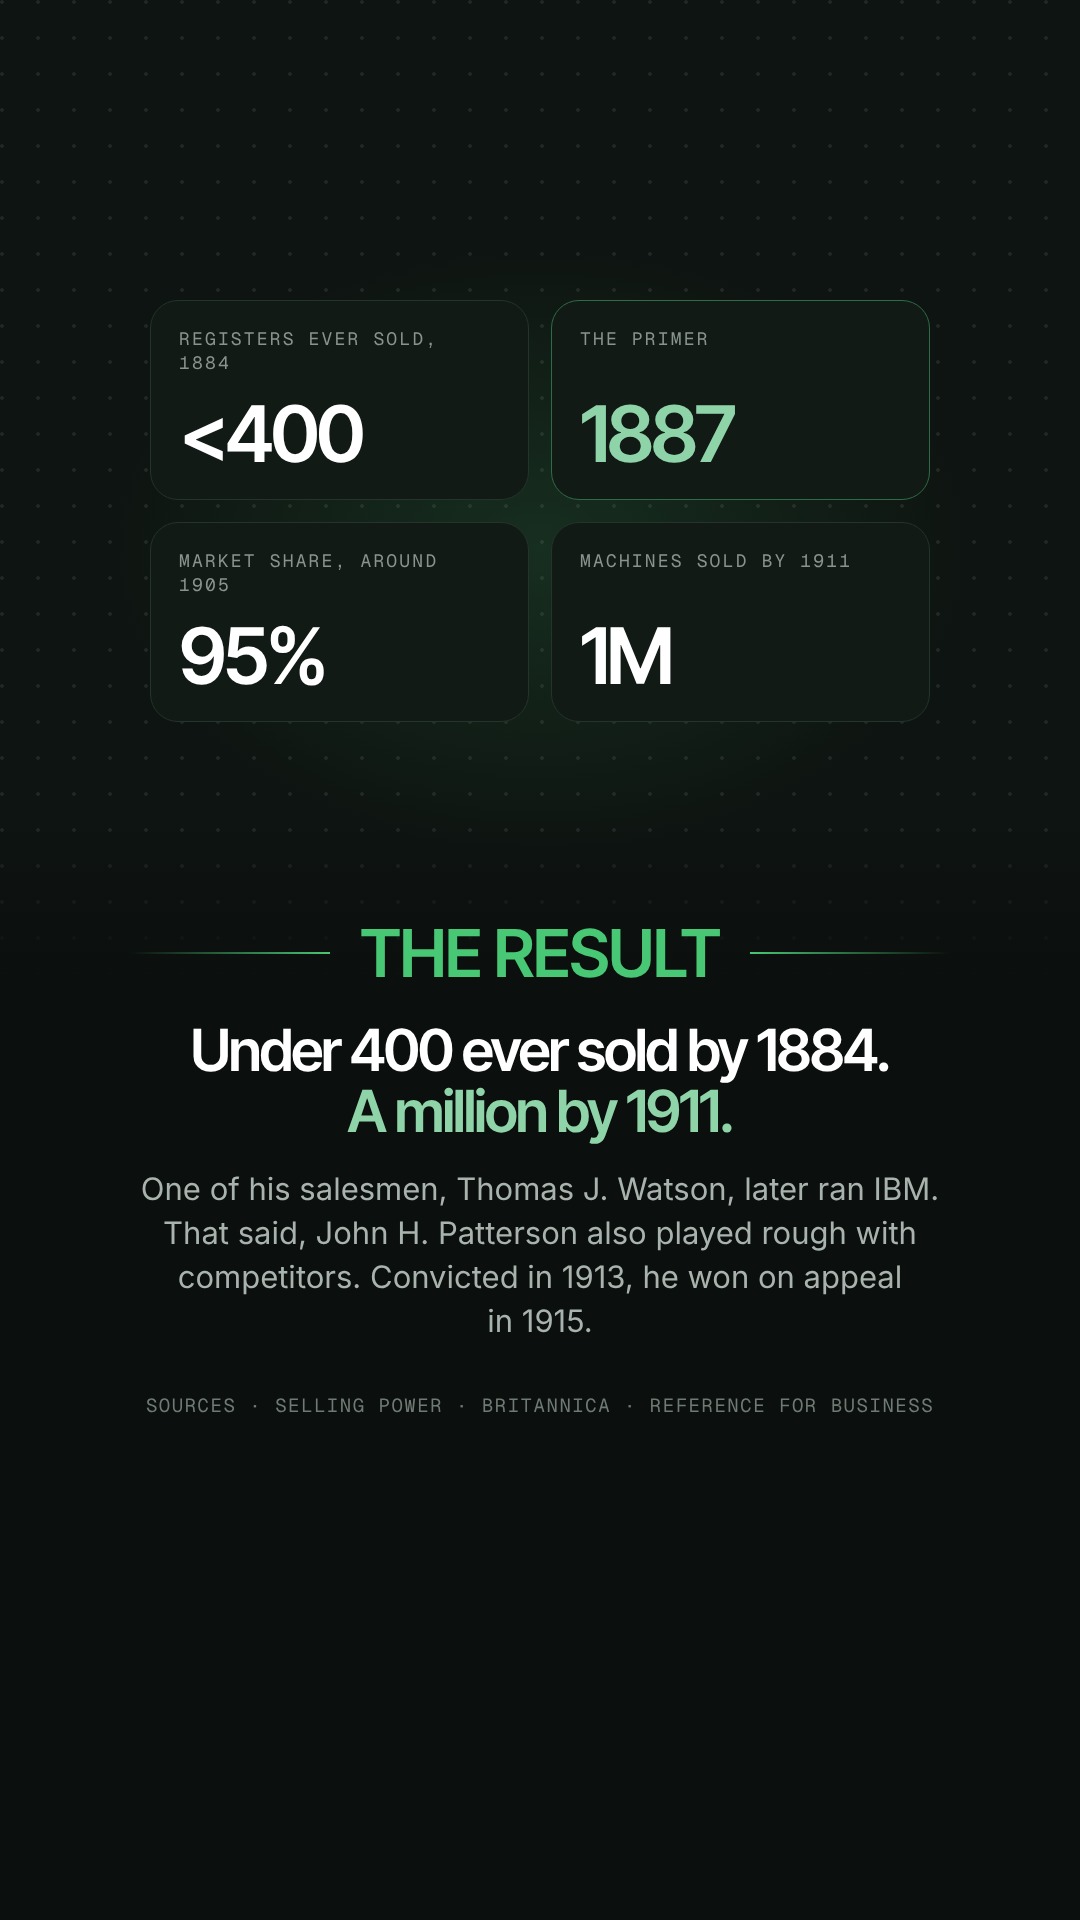 REGISTERS EVER SOLD,
1884
<400
THE PRIMER
1887
MARKET SHARE, AROUND
1905
95%
MACHINES SOLD BY 1911
1M
THE RESULT
Under 400 ever sold by 1884.
A million by 1911.
One of his salesmen, Thomas J. Watson, later ran IBM.
That said, John H. Patterson also played rough with
competitors. Convicted in 1913, he won on appeal
in 1915.
SOURCES · SELLING POWER · BRITANNICA · REFERENCE FOR BUSINESS